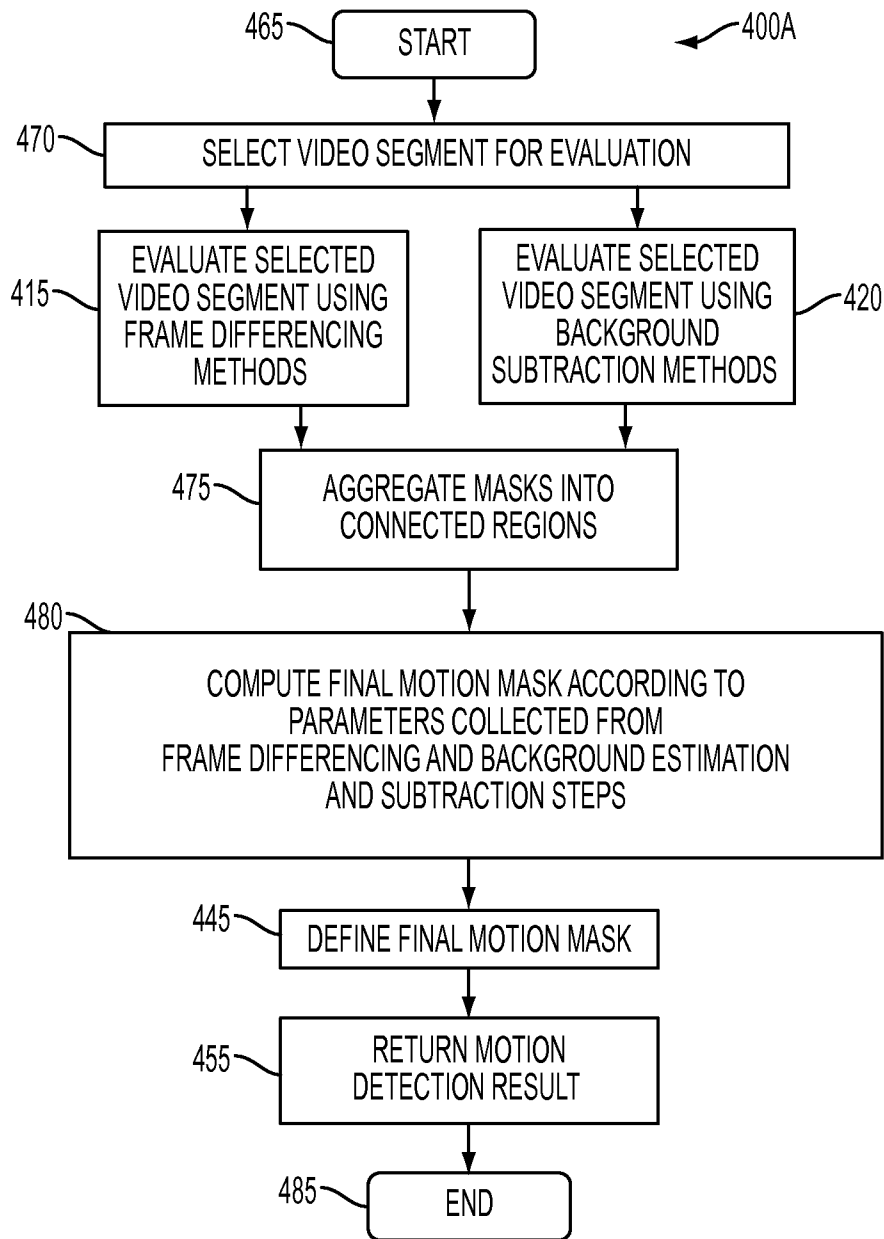 465
START
400A
470
SELECT VIDEO SEGMENT FOR EVALUATION
415
EVALUATE SELECTED
VIDEO SEGMENT USING
FRAME DIFFERENCING
METHODS
EVALUATE SELECTED
VIDEO SEGMENT USING
BACKGROUND
SUBTRACTION METHODS
420
475
AGGREGATE MASKS INTO
CONNECTED REGIONS
480
COMPUTE FINAL MOTION MASK ACCORDING TO
PARAMETERS COLLECTED FROM
FRAME DIFFERENCING AND BACKGROUND ESTIMATION
AND SUBTRACTION STEPS
445
DEFINE FINAL MOTION MASK
455
RETURN MOTION
DETECTION RESULT
485
END